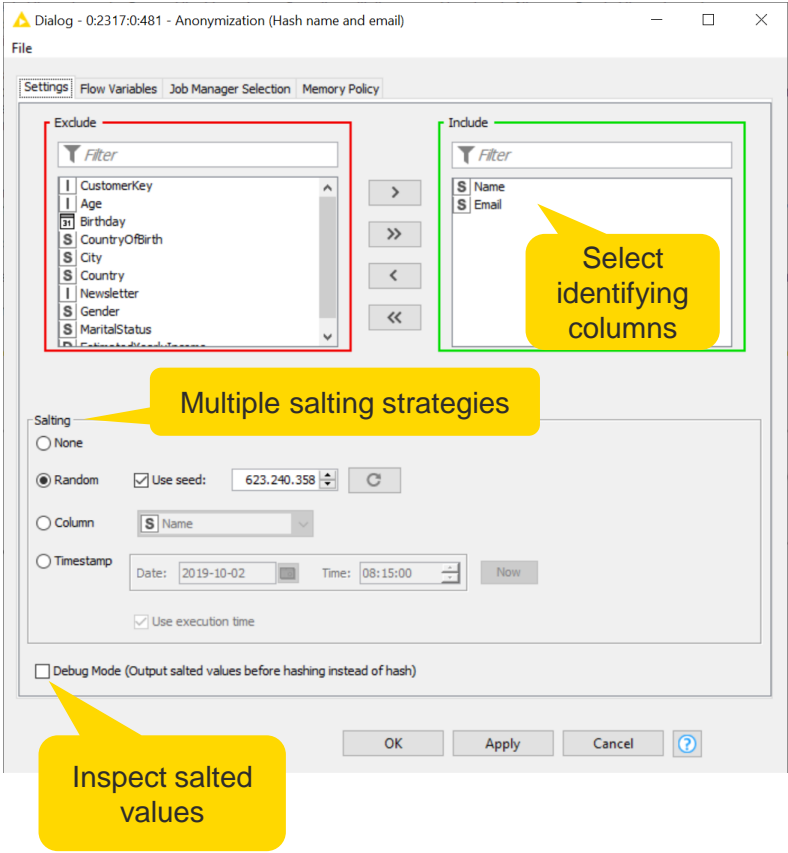 Dialog - 0:2317:0:481 - Anonymization (Hash name and email)
File
Settings Flow Variables Job Manager Selection Memory Policy
Exclude
Filter
I CustomerKey
I Age
31 Birthday
S CountryOfBirth
S City
S Country
I Newsletter
S Gender
S MaritalStatus
D EstimatedYearlyIncome
>
>>
<
<<
Include
Filter
S Name
S Email
Select
identifying
columns
Multiple salting strategies
Salting
None
Random Use seed: 623.240.358
Column S Name
Timestamp Date: 2019-10-02 Time: 08:15:00 Now
Use execution time
Debug Mode (Output salted values before hashing instead of hash)
OK Apply Cancel ?
Inspect salted
values